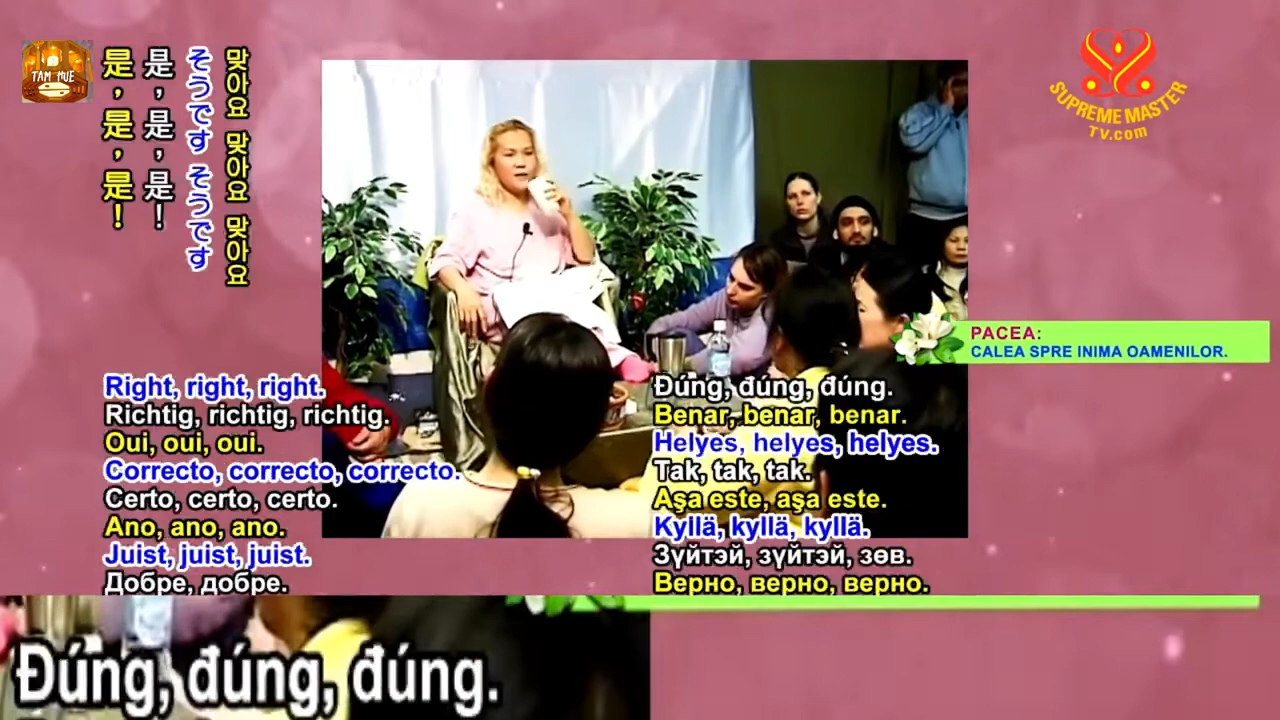 TAM HUE
是，是，是！
是，是，是！
そうです そうです
맞아요 맞아요 맞아요
SUPREME MASTER
TV.com
PACEA:
CALEA SPRE INIMA OAMENILOR.
Right, right, right.
Richtig, richtig, richtig.
Oui, oui, oui.
Correcto, correcto, correcto.
Certo, certo, certo.
Ano, ano, ano.
Juist, juist, juist.
Добре, добре.
Đúng, đúng, đúng.
Benar, benar, benar.
Helyes, helyes, helyes.
Tak, tak, tak.
Aşa este, aşa este.
Kyllä, kyllä, kyllä.
Зүйтэй, зүйтэй, зөв.
Верно, верно, верно.
Đúng, đúng, đúng.